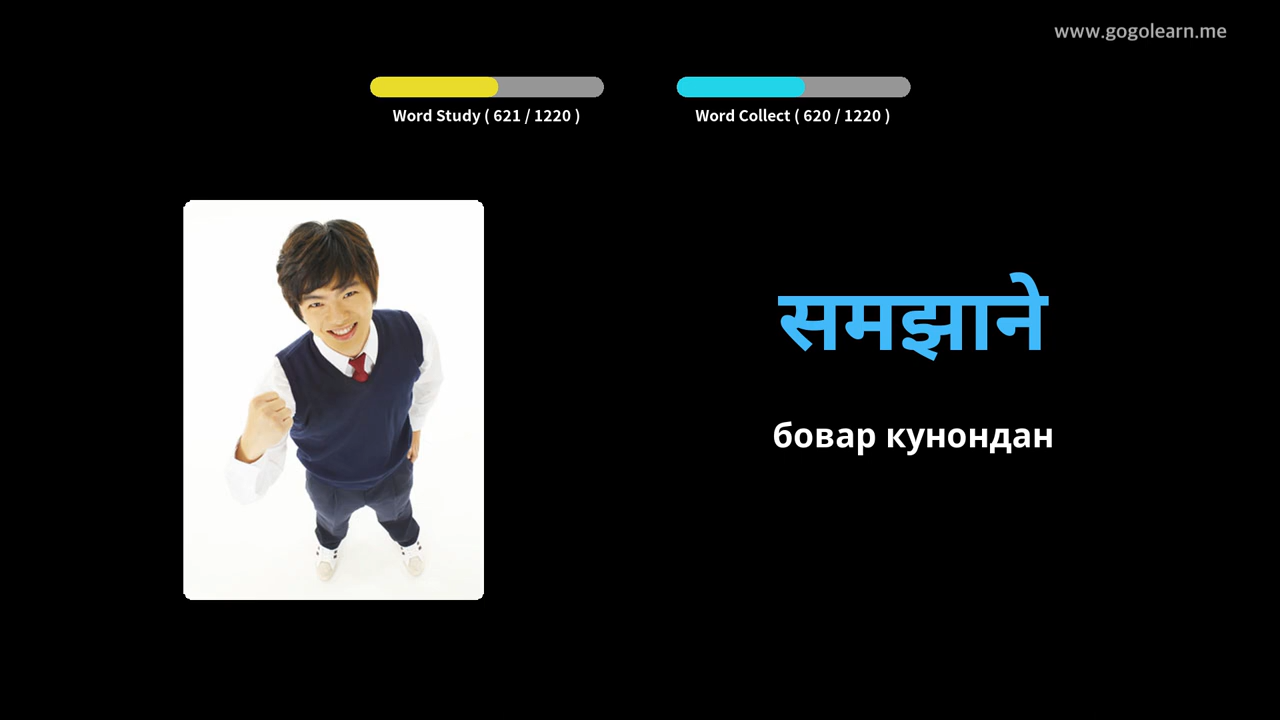 www.gogolearn.me
Word Study ( 621 / 1220 )
Word Collect ( 620 / 1220 )
समझाने
бовар кунондан